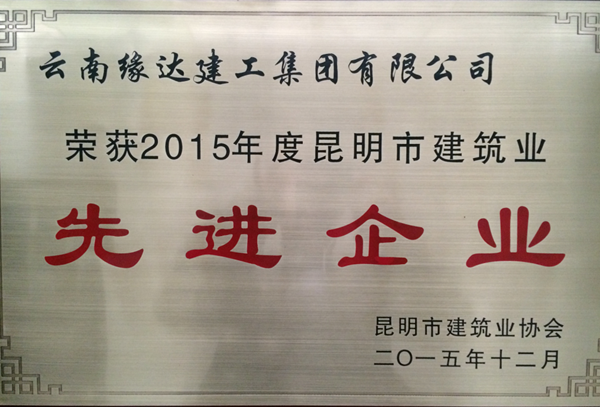 云南缘达建工集团有限公司
荣获2015年度昆明市建筑业
先进企业
昆明市建筑业协会
二〇一五年十二月